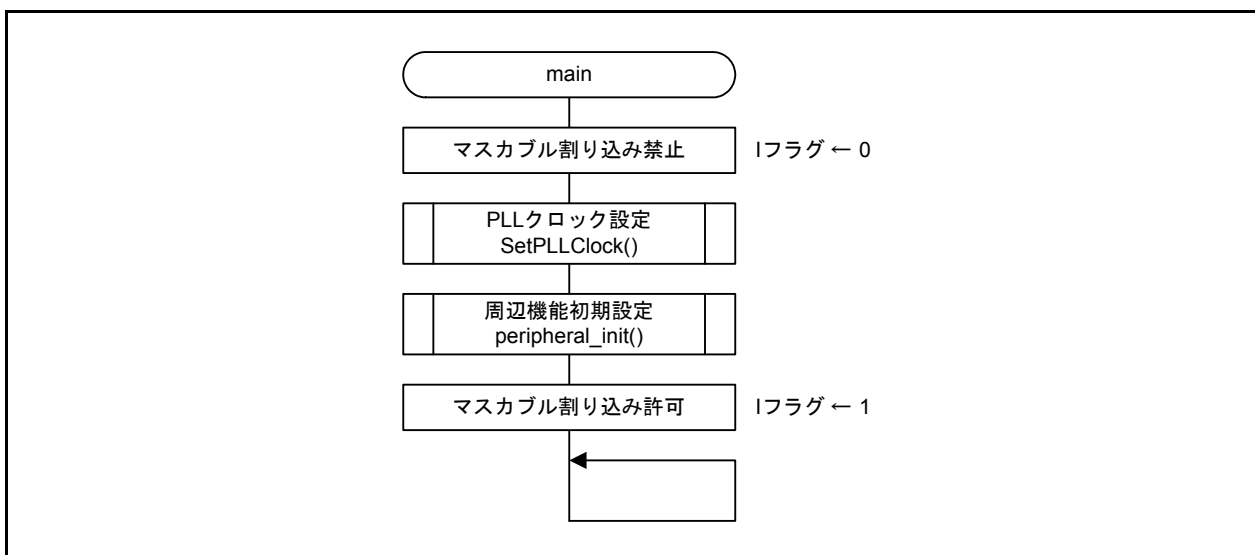 main
マスカブル割り込み禁止
Iフラグ ← 0
PLLクロック設定
SetPLLClock()
周辺機能初期設定
peripheral_init()
マスカブル割り込み許可
Iフラグ ← 1